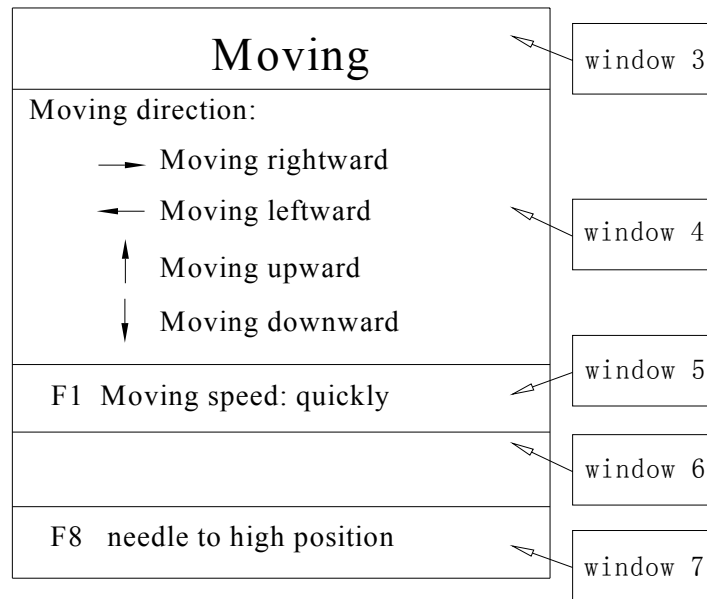 Moving
window 3
Moving direction:
Moving rightward
Moving leftward
window 4
Moving upward
Moving downward
window 5
F1 Moving speed: quickly
window 6
F8 needle to high position
window 7